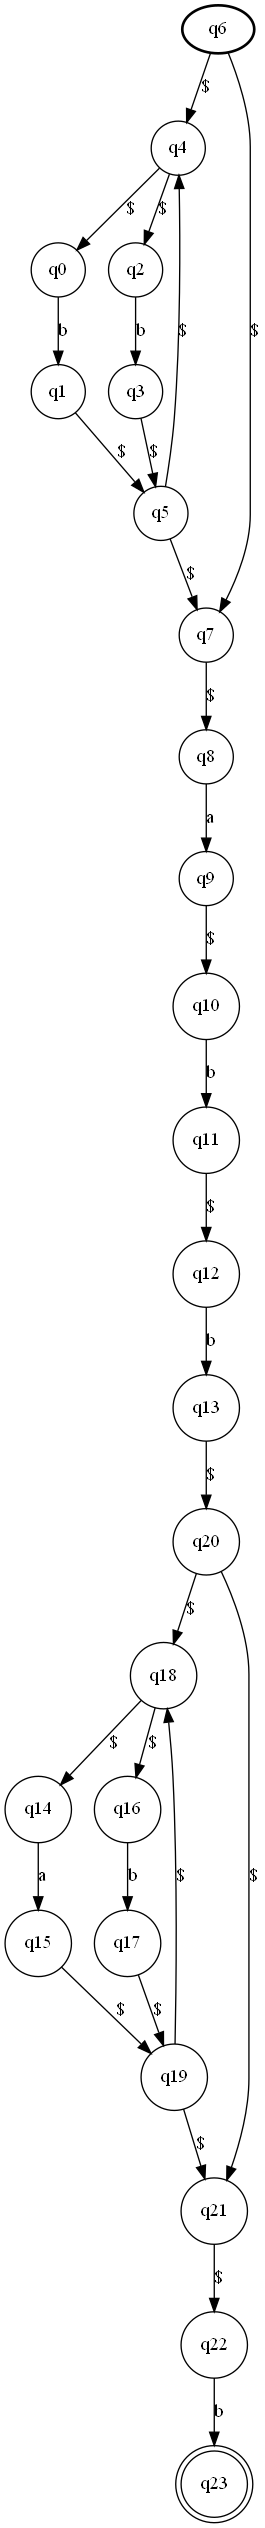 q6
$
q4
$ $ $
q0 q2
b b $
q1 q3
$ $
q5
$
q7
$
q8
a
q9
$
q10
b
q11
$
q12
b
q13
$
q20
$
q18
$ $
q14 q16
a b $ $
q15 q17
$ $
q19
$
q21
$
q22
b
q23